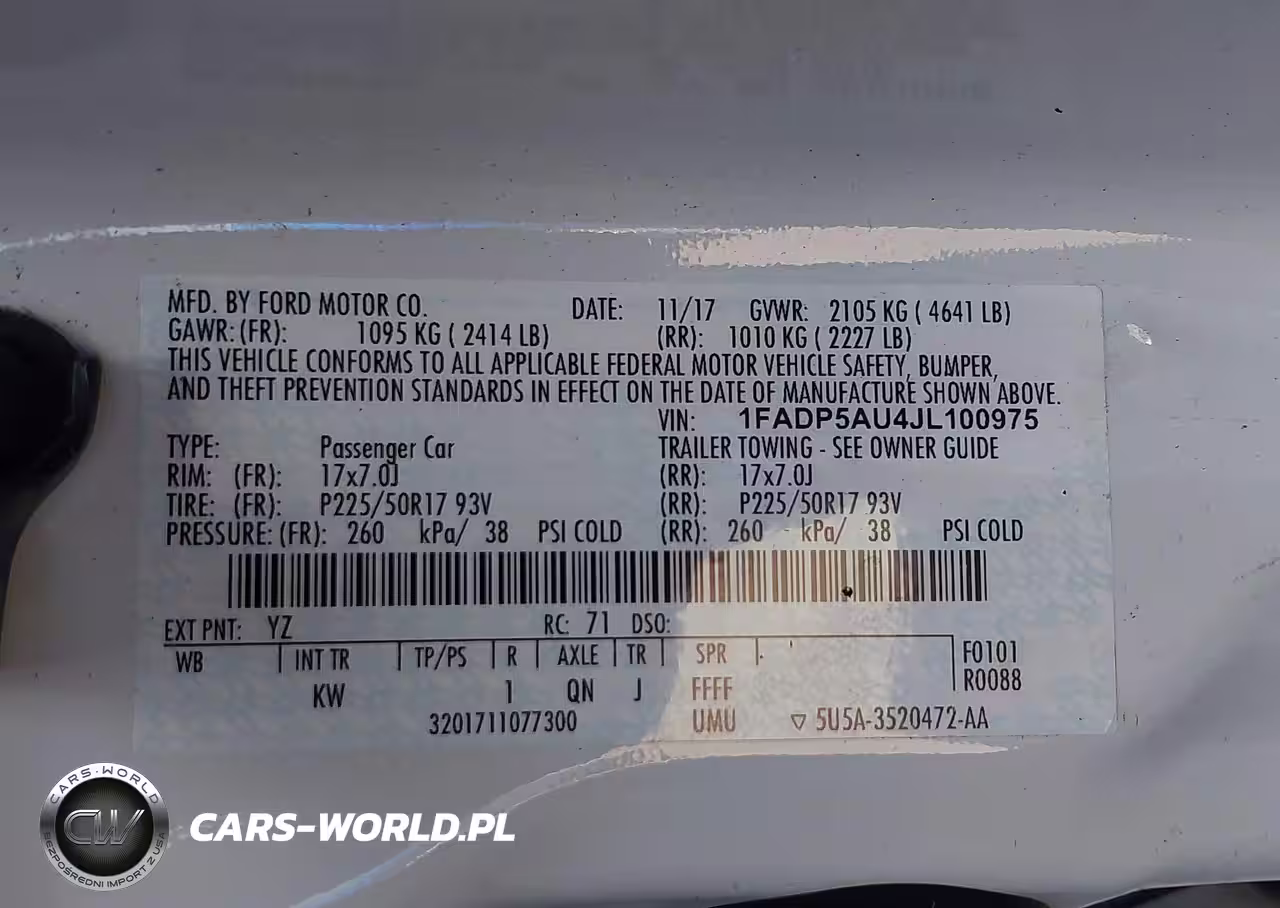 MFD. BY FORD MOTOR CO. DATE: 11/17 GVWR: 2105 KG ( 4641 LB)
GAWR: (FR): 1095 KG ( 2414 LB) (RR): 1010 KG ( 2227 LB)
THIS VEHICLE CONFORMS TO ALL APPLICABLE FEDERAL MOTOR VEHICLE SAFETY, BUMPER,
AND THEFT PREVENTION STANDARDS IN EFFECT ON THE DATE OF MANUFACTURE SHOWN ABOVE.
VIN: 1FADP5AU4JL100975
TYPE: Passenger Car TRAILER TOWING - SEE OWNER GUIDE
RIM: (FR): 17x7.0J (RR): 17x7.0J
TIRE: (FR): P225/50R17 93V (RR): P225/50R17 93V
PRESSURE: (FR): 260 kPa/ 38 PSI COLD (RR): 260 kPa/ 38 PSI COLD
EXT PNT: YZ RC: 71 DSO:
WB INT TR TP/PS R AXLE TR SPR F0101
KW 1 QN J FFFF R0088
3201711077300 UMU ▽ 5U5A-3520472-AA
CARS-WORLD
CW
BEZPOŚREDNI IMPORT Z USA
CARS-WORLD.PL